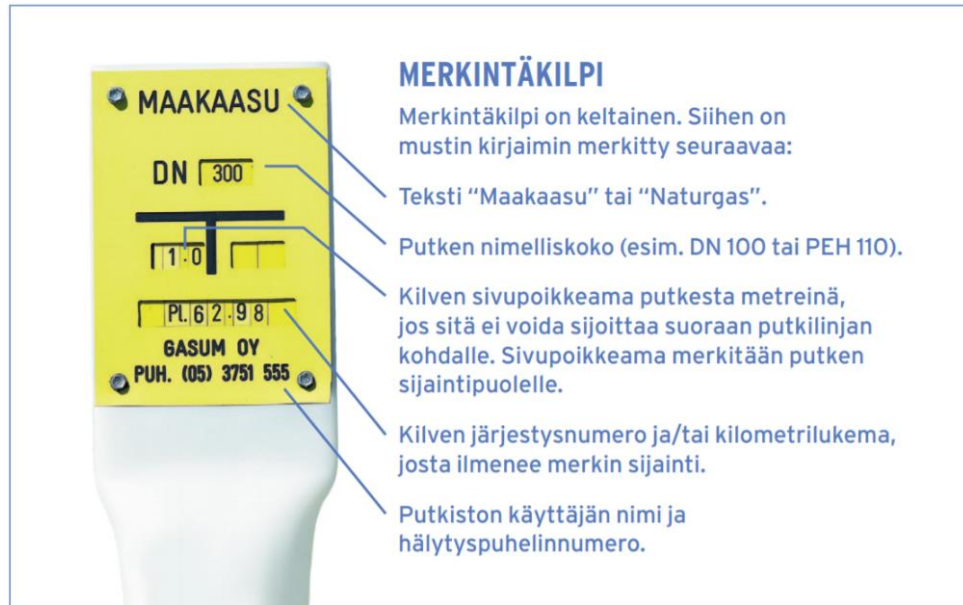 MAAKAASU
DN 300
1.0
PL.62.98
GASUM OY
PUH. (05) 3751 555
MERKINTÄKILPI
Merkintäkilpi on keltainen. Siihen on
mustin kirjaimin merkitty seuraavaa:
Teksti “Maakaasu” tai “Naturgas”.
Putken nimelliskoko (esim. DN 100 tai PEH 110).
Kilven sivupoikkeama putkesta metreinä,
jos sitä ei voida sijoittaa suoraan putkilinjan
kohdalle. Sivupoikkeama merkitään putken
sijaintipuolelle.
Kilven järjestysnumero ja/tai kilometrilukema,
josta ilmenee merkin sijainti.
Putkiston käyttäjän nimi ja
hälytyspuhelinnumero.